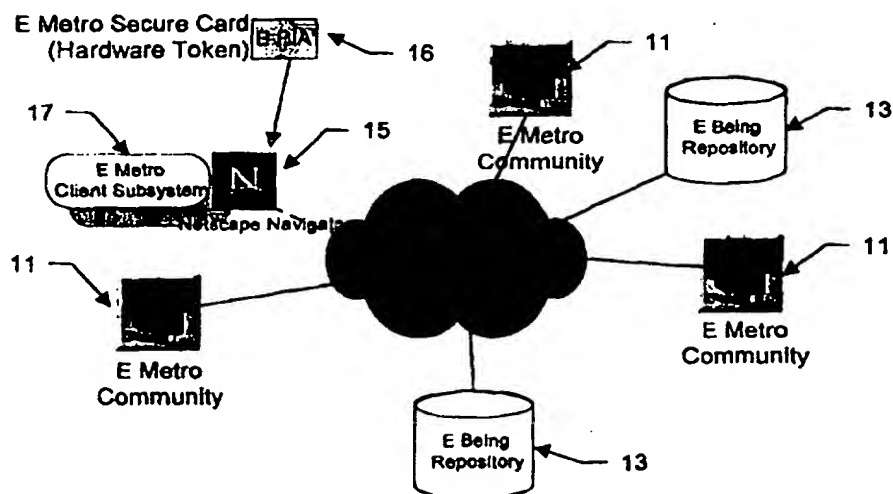 E Metro Secure Card
(Hardware Token)
16
11
13
E Metro
Community
E Being
Repository
17
15
E Metro
Client Subsystem
N
Netscape
11
11
E Metro
Community
E Metro
Community
E Being
Repository
13